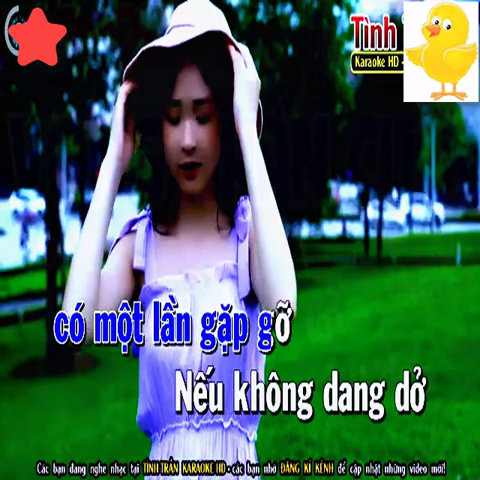 Tình
Karaoke HD -
có một lần gặp gỡ
Nếu không dang dở
Các bạn đang nghe nhạc tại TÌNH TRẦN KARAOKE HD - các bạn nhớ ĐĂNG KÍ KÊNH để cập nhật những video mới!